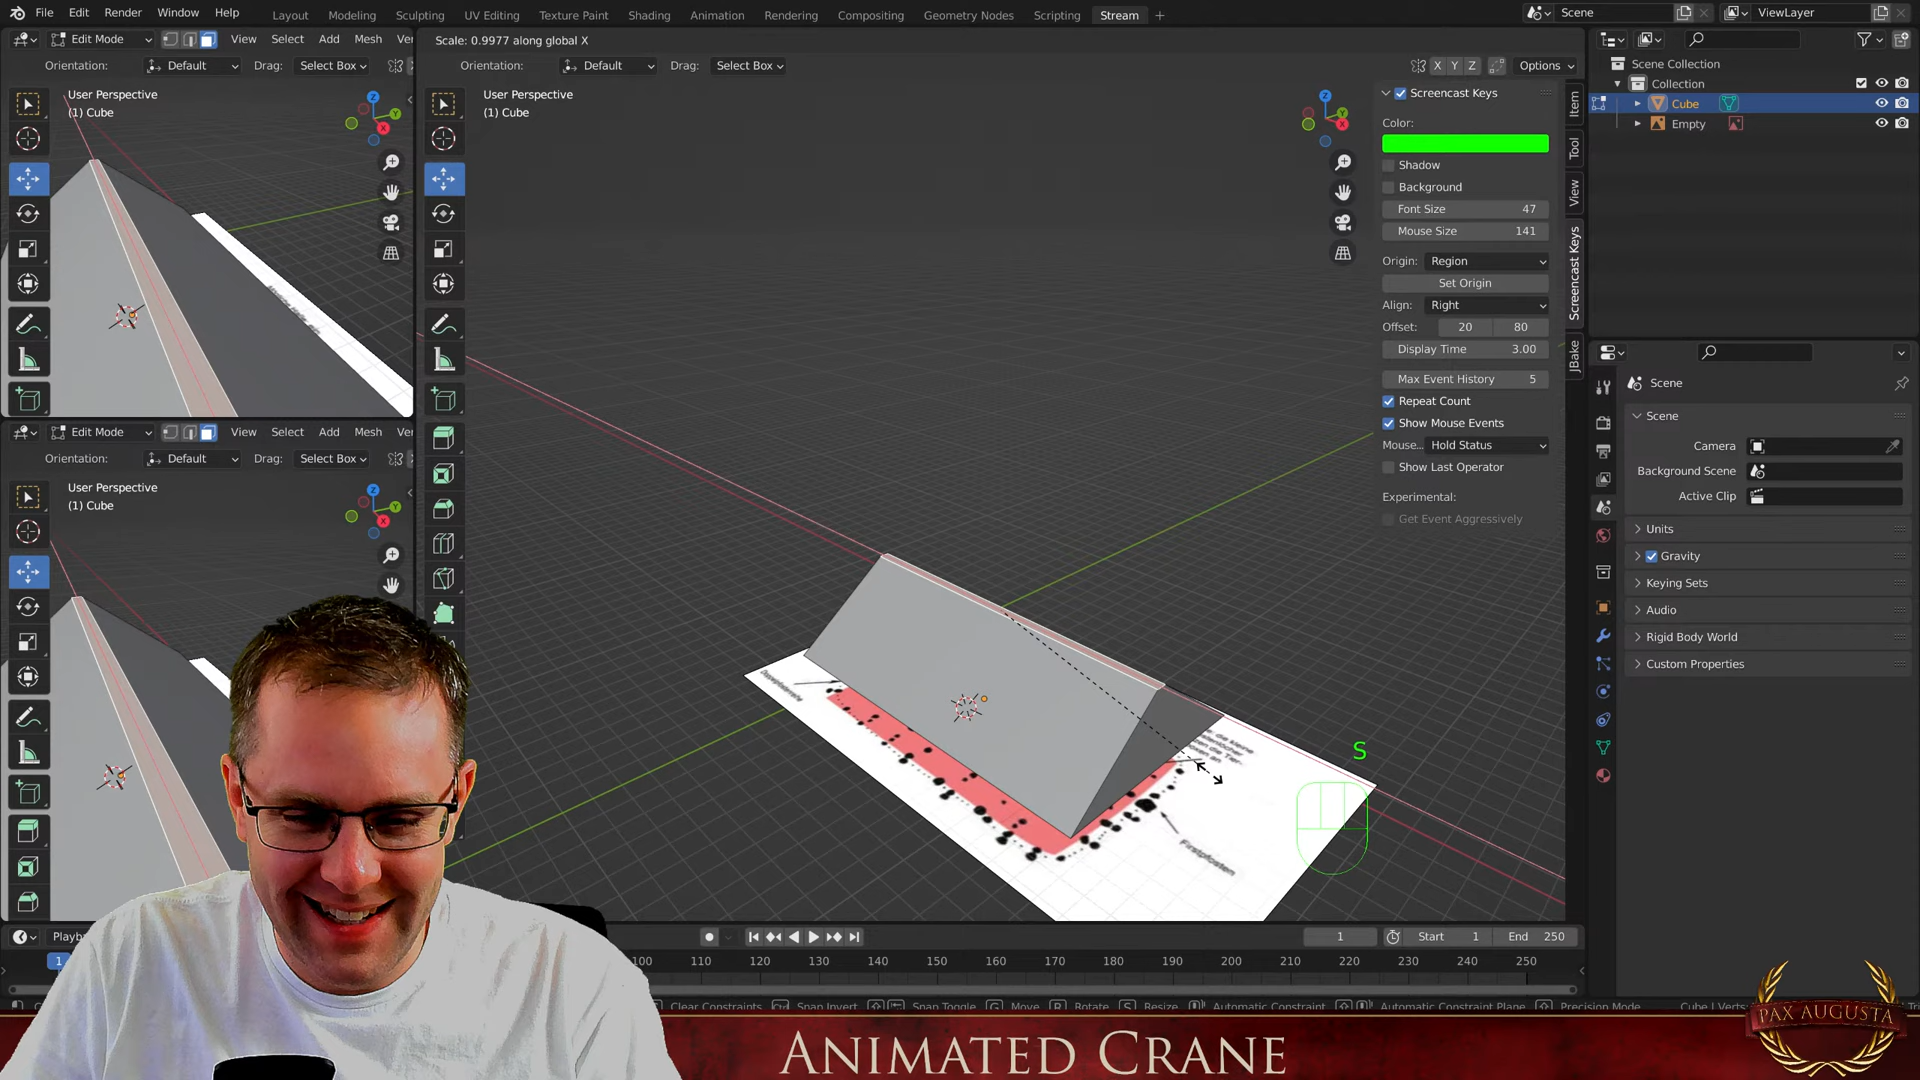 File Edit Render Window Help Layout Modeling Sculpting UV Editing Texture Paint Shading Animation Rendering Compositing Geometry Nodes Scripting Stream + Scene ViewLayer
Edit Mode View Select Add Mesh Scale: 0.9977 along global X
Orientation: Default Drag: Select Box Orientation: Default Drag: Select Box X Y Z Options
User Perspective
(1) Cube
User Perspective
(1) Cube
Screencast Keys
Color:
Shadow
Background
Font Size 47
Mouse Size 141
Origin: Region
Set Origin
Align: Right
Offset: 20 80
Display Time 3.00
Max Event History 5
Repeat Count
Show Mouse Events
Mouse... Hold Status
Show Last Operator
Experimental:
Get Event Aggressively
Item
Tool
View
Screencast Keys
JBake
Scene Collection
Collection
Cube
Empty
Scene
Scene
Camera
Background Scene
Active Clip
Units
Gravity
Keying Sets
Audio
Rigid Body World
Custom Properties
Edit Mode View Select Add Mesh
Orientation: Default Drag: Select Box
User Perspective
(1) Cube
Firstpfosten
S
1 Start 1 End 250
1 100 110 120 130 140 150 160 170 180 190 200 210 220 230 240 250
Clear Constraints Snap Invert Snap Toggle G Move R Rotate S Resize Automatic Constraint Automatic Constraint Plane Precision Mode
ANIMATED CRANE
PAX AUGUSTA